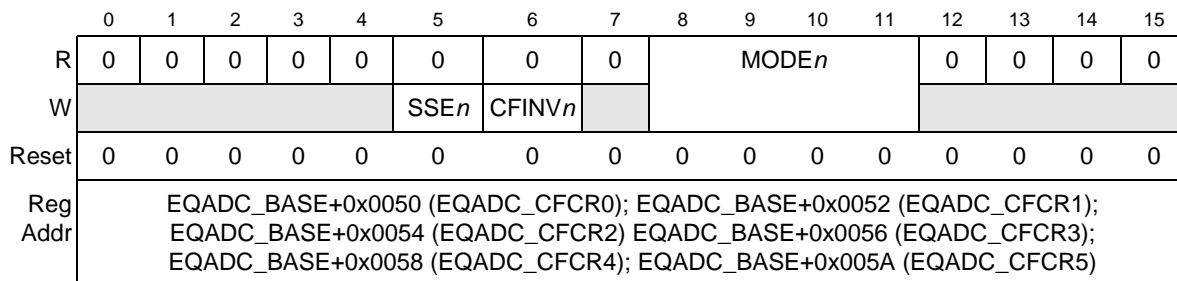 0 1 2 3 4 5 6 7 8 9 10 11 12 13 14 15
R 0 0 0 0 0 0 0 0 MODEn 0 0 0 0
W SSEn CFINVn
Reset 0 0 0 0 0 0 0 0 0 0 0 0 0 0 0 0
Reg EQADC_BASE+0x0050 (EQADC_CFCR0); EQADC_BASE+0x0052 (EQADC_CFCR1);
Addr EQADC_BASE+0x0054 (EQADC_CFCR2) EQADC_BASE+0x0056 (EQADC_CFCR3);
EQADC_BASE+0x0058 (EQADC_CFCR4); EQADC_BASE+0x005A (EQADC_CFCR5)